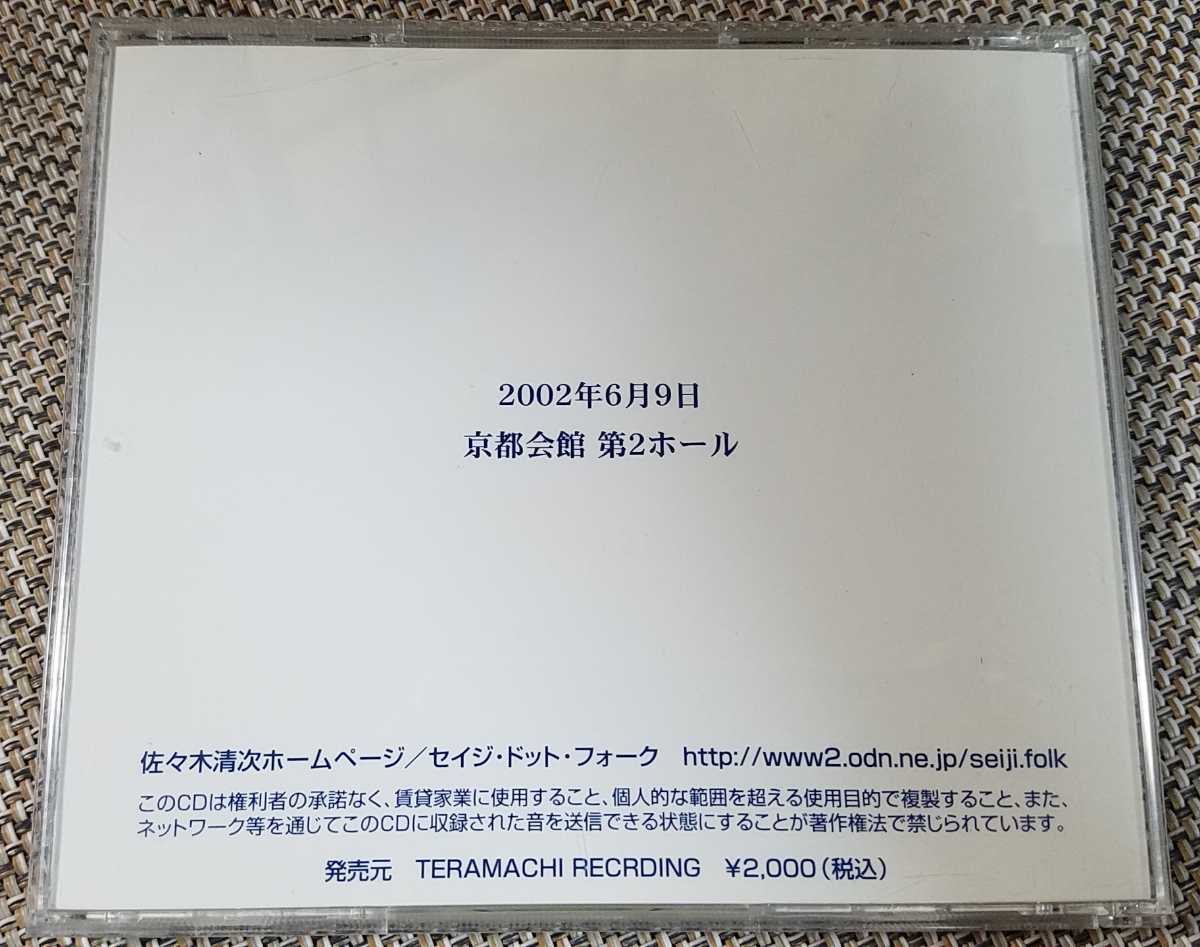 2002年6月9日
京都会館 第2ホール
佐々木清次ホームページ／セイジ・ドット・フォーク　http://www2.odn.ne.jp/seiji.folk
このCDは権利者の承諾なく、賃貸家業に使用すること、個人的な範囲を超える使用目的で複製すること、また、
ネットワーク等を通じてこのCDに収録された音を送信できる状態にすることが著作権法で禁じられています。
発売元　TERAMACHI RECRDING　¥2,000（税込）